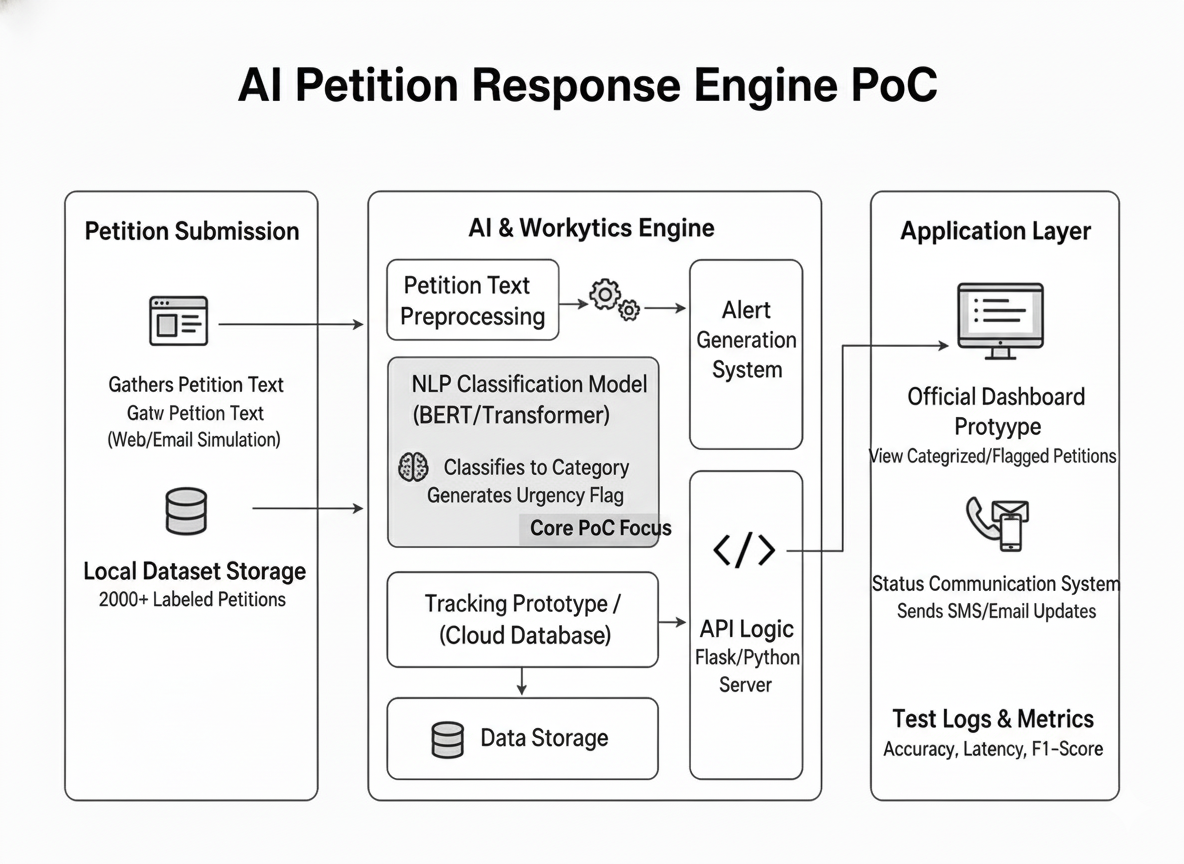 AI Petition Response Engine PoC
Petition Submission
Gathers Petition Text
Gatw Pettion Text
(Web/Email Simulation)
Local Dataset Storage
2000+ Labeled Petitions
AI & Workytics Engine
Petition Text
Preprocessing
Alert
Generation
System
NLP Classification Model
(BERT/Transformer)
Classifies to Category
Generates Urgency Flag
Core PoC Focus
Tracking Prototype /
(Cloud Database)
Data Storage
</>
API Logic
Flask/Python
Server
Application Layer
Official Dashboard
Protyype
View Categrized/Flagged Petitions
Status Communication System
Sends SMS/Email Updates
Test Logs & Metrics
Accuracy, Latency, F1-Score